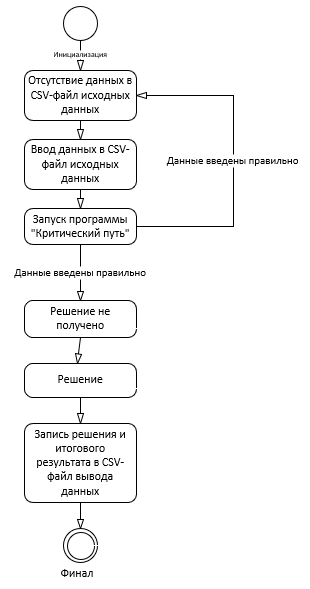 Инициализация
Отсутствие данных в
CSV-файл исходных
данных
Ввод данных в CSV-
файл исходных
данных
Данные введены правильно
Запуск программы
"Критический путь"
Данные введены правильно
Решение не
получено
Решение
Запись решения и
итогового
результата в CSV-
файл вывода
данных
Финал